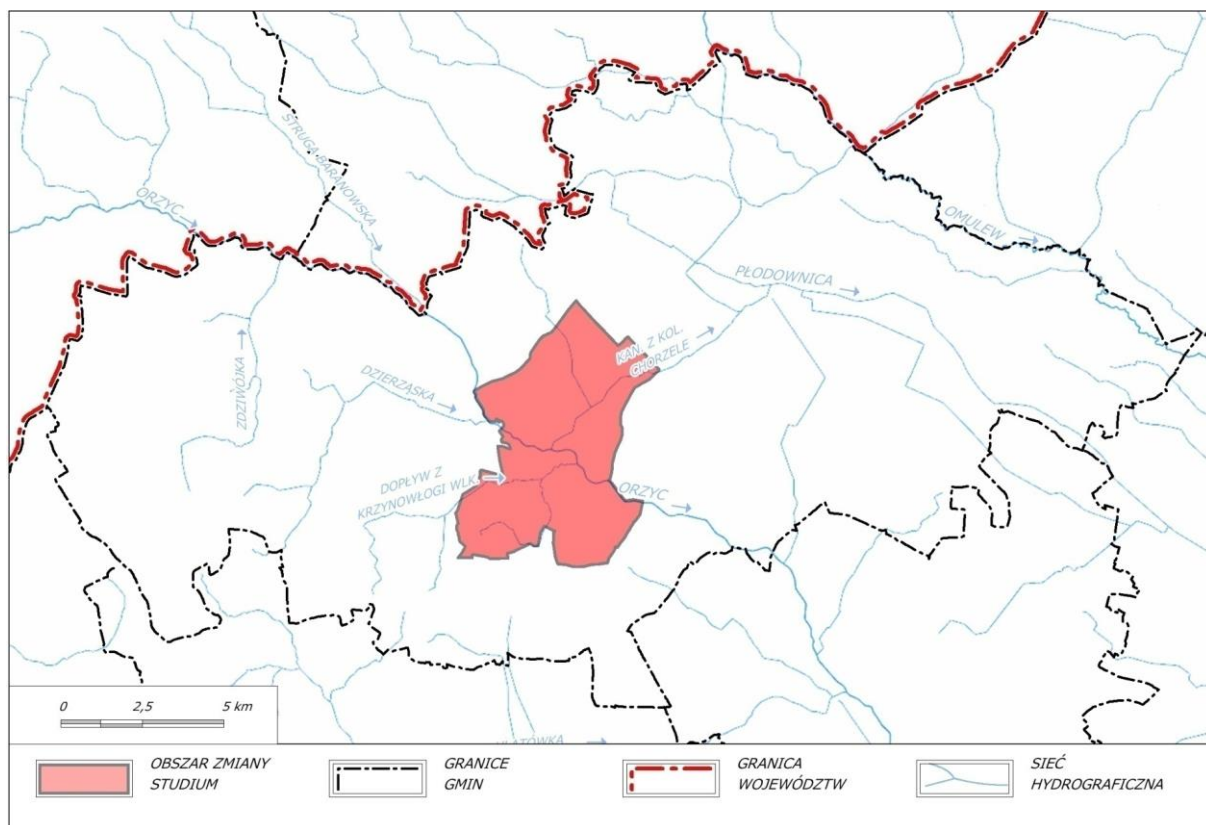 STRUGA BARANOWSKA
ORZYC
OMULEW
PŁODOWNICA
ZDZIWÓJKA
DZIERZĄSKA
KAN. Z KOL.
CHORZELE
DOPŁYW Z
KRZYNOWŁOGI WLK.
ORZYC
0 2,5 5 km
OBSZAR ZMIANY
STUDIUM
GRANICE
GMIN
GRANICA
WOJEWÓDZTW
SIEĆ
HYDROGRAFICZNA